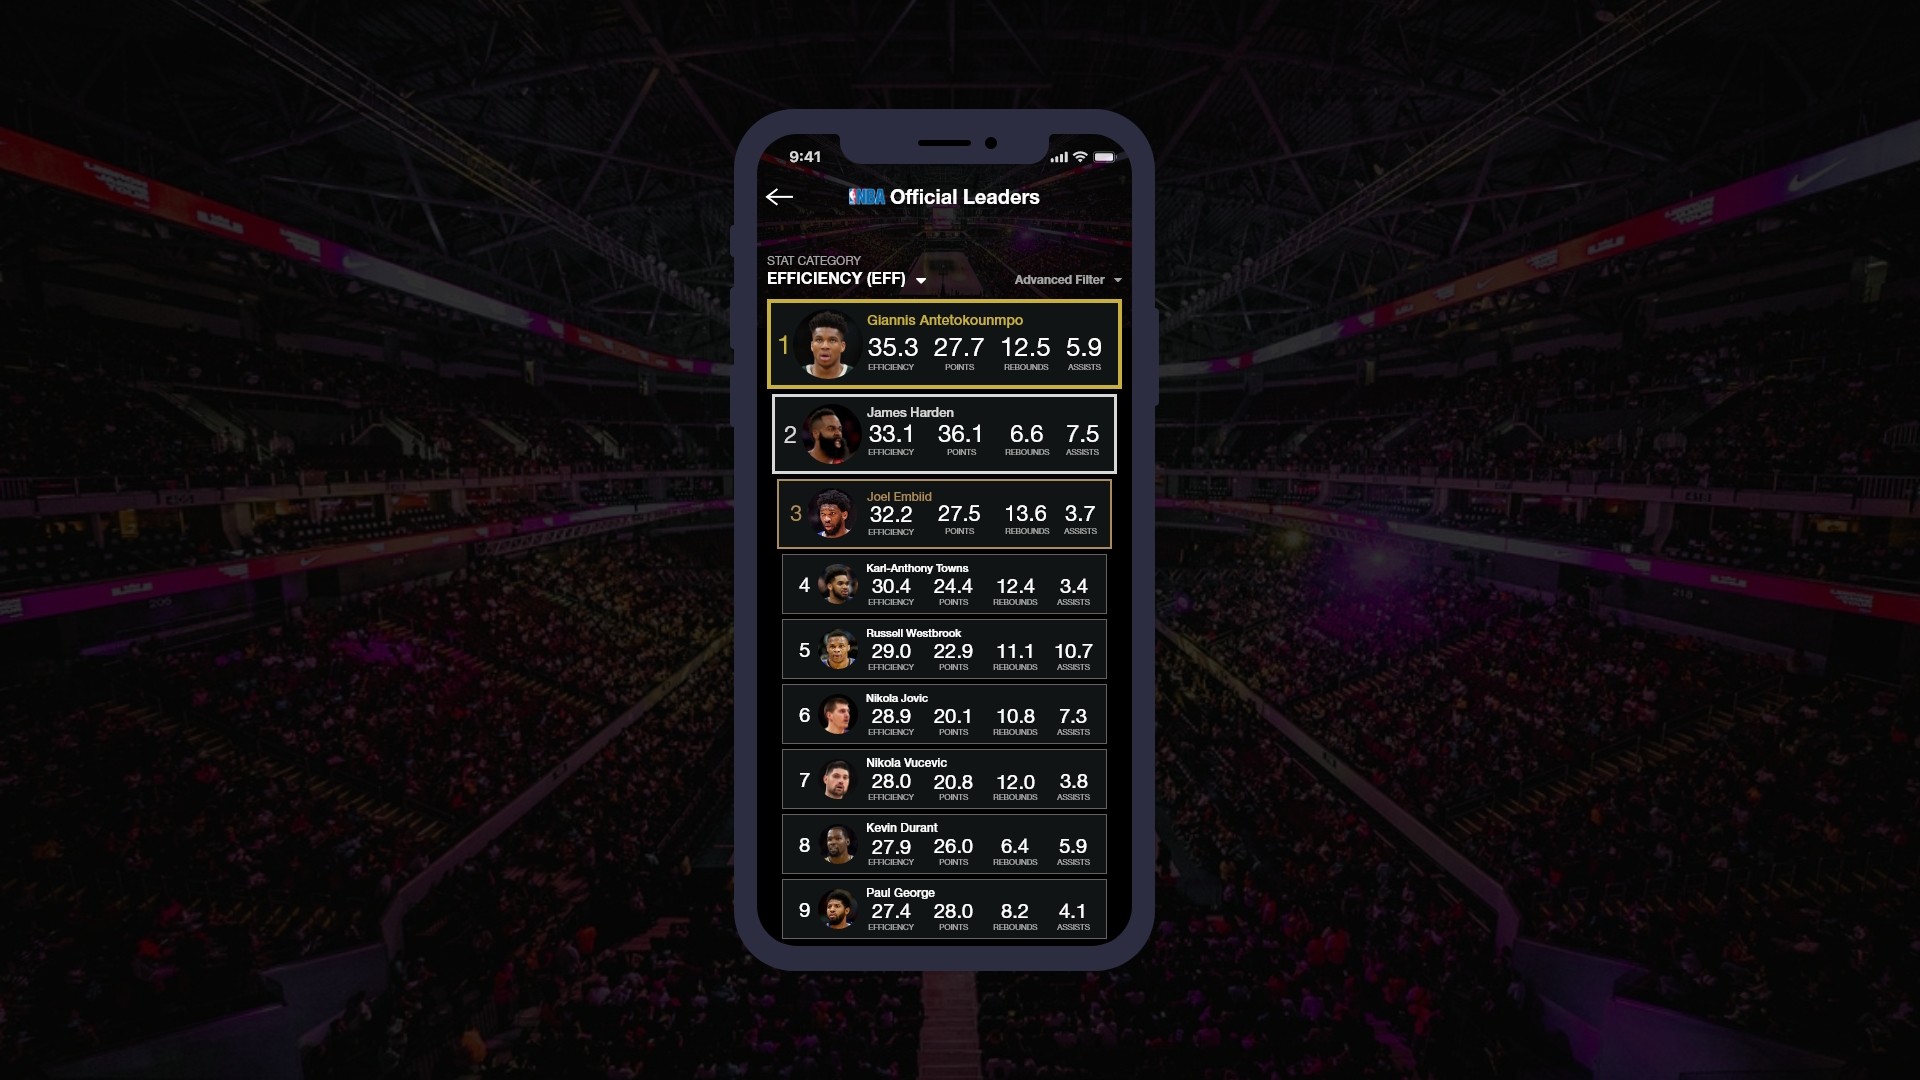 9:41
NBA Official Leaders
STAT CATEGORY
EFFICIENCY (EFF)
Advanced Filter
1
Giannis Antetokounmpo
35.3 27.7 12.5 5.9
EFFICIENCY POINTS REBOUNDS ASSISTS
2
James Harden
33.1 36.1 6.6 7.5
EFFICIENCY POINTS REBOUNDS ASSISTS
3
Joel Embiid
32.2 27.5 13.6 3.7
EFFICIENCY POINTS REBOUNDS ASSISTS
4
Karl-Anthony Towns
30.4 24.4 12.4 3.4
EFFICIENCY POINTS REBOUNDS ASSISTS
5
Russell Westbrook
29.0 22.9 11.1 10.7
EFFICIENCY POINTS REBOUNDS ASSISTS
6
Nikola Jovic
28.9 20.1 10.8 7.3
EFFICIENCY POINTS REBOUNDS ASSISTS
7
Nikola Vucevic
28.0 20.8 12.0 3.8
EFFICIENCY POINTS REBOUNDS ASSISTS
8
Kevin Durant
27.9 26.0 6.4 5.9
EFFICIENCY POINTS REBOUNDS ASSISTS
9
Paul George
27.4 28.0 8.2 4.1
EFFICIENCY POINTS REBOUNDS ASSISTS